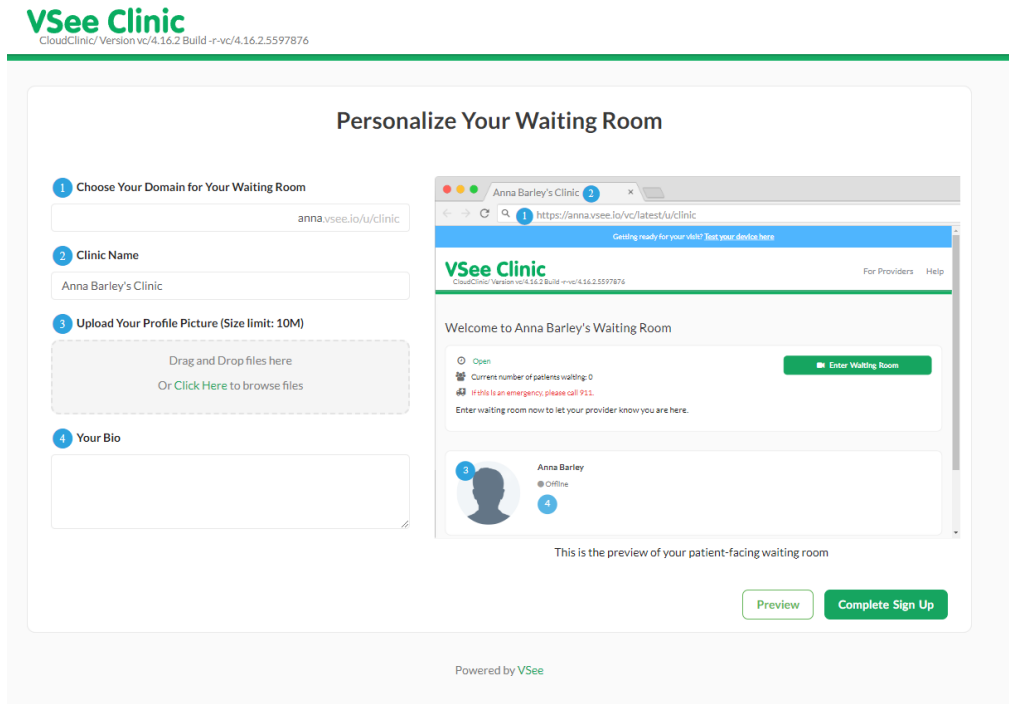 VSee Clinic
CloudClinic/ Version vc/4.16.2 Build -r-vc/4.16.2.5597876
Personalize Your Waiting Room
1 Choose Your Domain for Your Waiting Room
anna.vsee.io/u/clinic
2 Clinic Name
Anna Barley's Clinic
3 Upload Your Profile Picture (Size limit: 10M)
Drag and Drop files here
Or Click Here to browse files
4 Your Bio
Anna Barley's Clinic 2 ×
1 https://anna.vsee.io/vc/latest/u/clinic
Getting ready for your visit? Test your device here
VSee Clinic
CloudClinic/ Version vc/4.16.2 Build -r-vc/4.16.2.5597876
For Providers Help
Welcome to Anna Barley's Waiting Room
Open
Current number of patients waiting: 0
If this is an emergency, please call 911.
Enter waiting room now to let your provider know you are here.
Enter Waiting Room
3
Anna Barley
Offline
4
This is the preview of your patient-facing waiting room
Preview Complete Sign Up
Powered by VSee